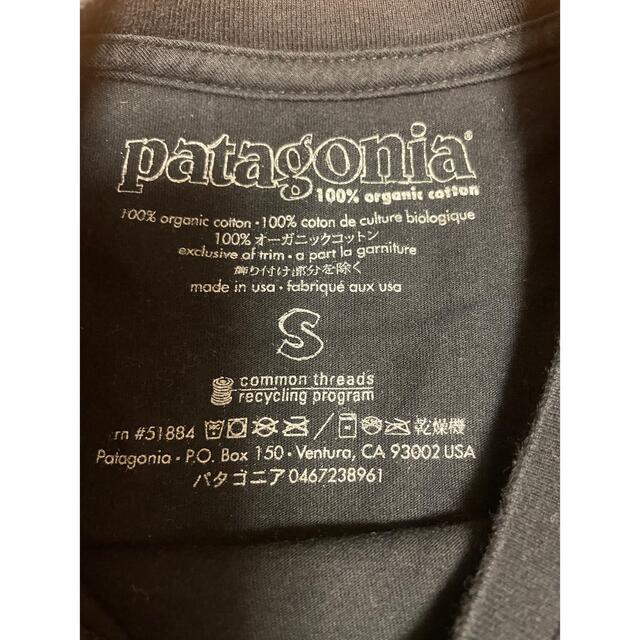 patagonia®
100% organic cotton
100% organic cotton • 100% coton de culture biologique
100% オーガニックコットン
exclusive of trim • a part la garniture
飾り付け部分を除く
made in usa • fabriqué aux usa
S
common threads
recycling program
rn #51884 / 乾燥機
Patagonia • P.O. Box 150 • Ventura, CA 93002 USA
パタゴニア 0467238961